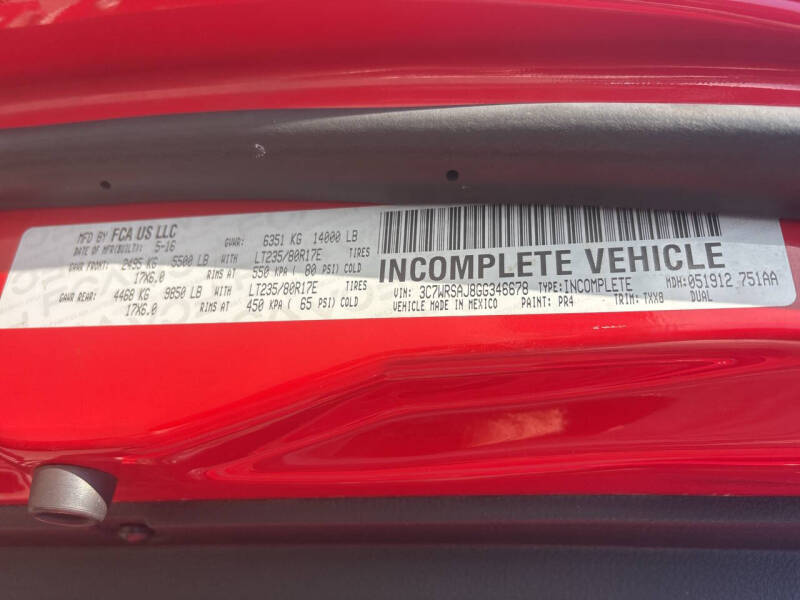 MFD BY FCA US LLC
DATE OF MFR(BUILT): 5-16 GVWR: 6351 KG 14000 LB
GAWR FRONT: 2495 KG 5500 LB WITH LT235/80R17E TIRES
17X6.0 RIMS AT 550 KPA ( 80 PSI) COLD
GAWR REAR: 4468 KG 9850 LB WITH LT235/80R17E TIRES
17X6.0 RIMS AT 450 KPA ( 65 PSI) COLD
INCOMPLETE VEHICLE
VIN: 3C7WRSAJ8GG346678 TYPE:INCOMPLETE MDH:051912 751AA
VEHICLE MADE IN MEXICO PAINT: PR4 TRIM: TXX8 DUAL